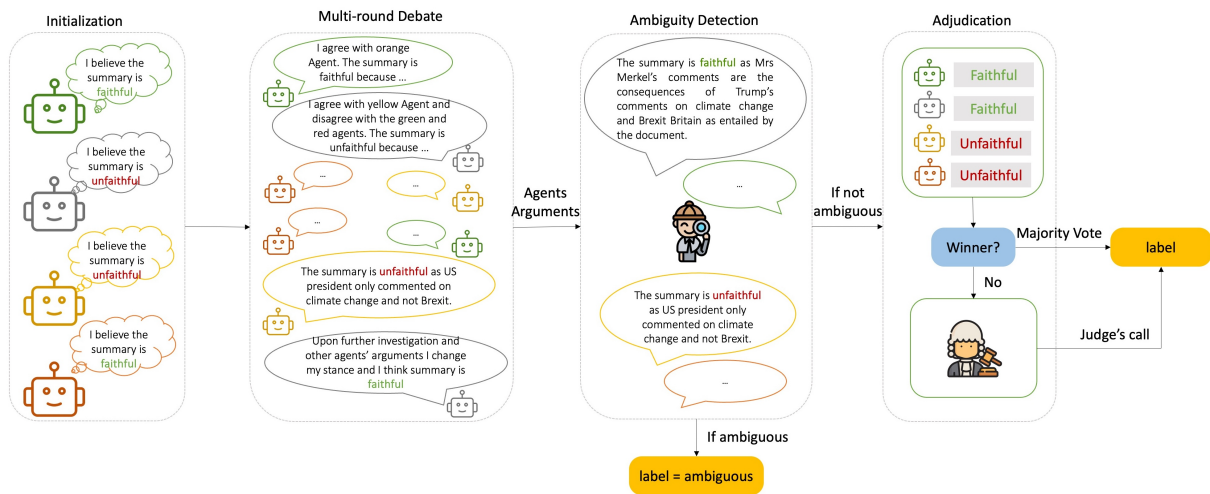 Initialization
I believe the
summary is
faithful
I believe the
summary is
unfaithful
I believe the
summary is
unfaithful
I believe the
summary is
faithful
Multi-round Debate
I agree with orange
Agent. The summary is
faithful because ...
I agree with yellow Agent and
disagree with the green and
red agents. The summary is
unfaithful because ...
...
...
...
...
The summary is unfaithful as US
president only commented on
climate change and not Brexit.
Upon further investigation and
other agents' arguments I change
my stance and I think summary is
faithful
Agents
Arguments
Ambiguity Detection
The summary is faithful as Mrs
Merkel's comments are the
consequences of Trump's
comments on climate change
and Brexit Britain as entailed
by the document.
...
The summary is unfaithful
as US president only
commented on climate
change and not Brexit.
...
If ambiguous
label = ambiguous
If not
ambiguous
Adjudication
Faithful
Faithful
Unfaithful
Unfaithful
Winner?
Majority Vote
label
No
Judge's call